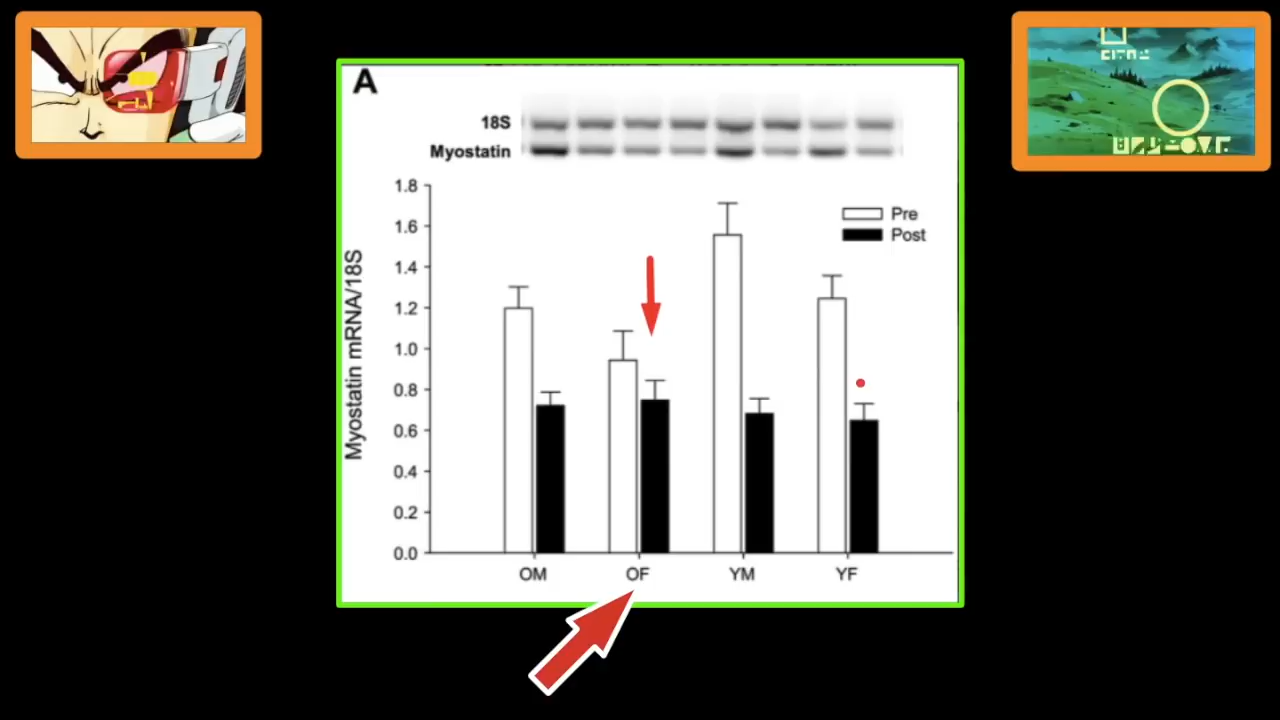 A
18S
Myostatin
1.8
1.6
1.4
1.2
1.0
0.8
0.6
0.4
0.2
0.0
Myostatin mRNA/18S
Pre
Post
OM OF YM YF